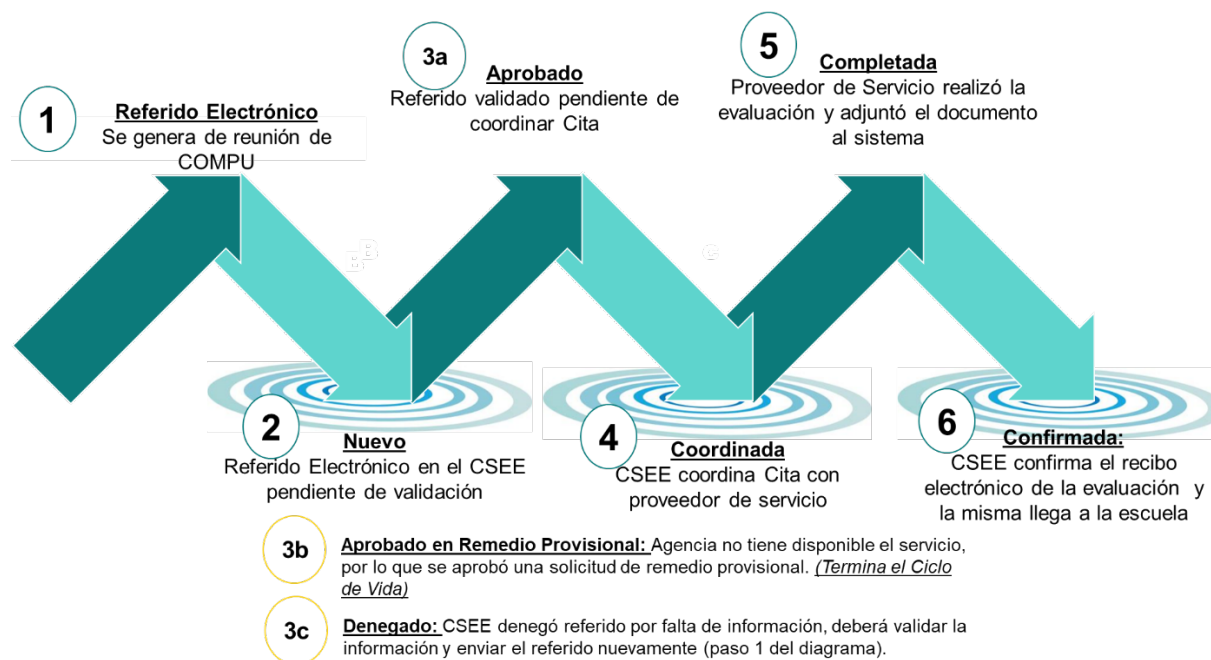 1
Referido Electrónico
Se genera de reunión de
COMPU
3a
Aprobado
Referido validado pendiente de
coordinar Cita
5
Completada
Proveedor de Servicio realizó la
evaluación y adjuntó el documento
al sistema
B
B
C
2
Nuevo
Referido Electrónico en el CSEE
pendiente de validación
4
Coordinada
CSEE coordina Cita con
proveedor de servicio
6
Confirmada:
CSEE confirma el recibo
electrónico de la evaluación y
la misma llega a la escuela
3b
Aprobado en Remedio Provisional: Agencia no tiene disponible el servicio,
por lo que se aprobó una solicitud de remedio provisional. (Termina el Ciclo
de Vida)
3c
Denegado: CSEE denegó referido por falta de información, deberá validar la
información y enviar el referido nuevamente (paso 1 del diagrama).